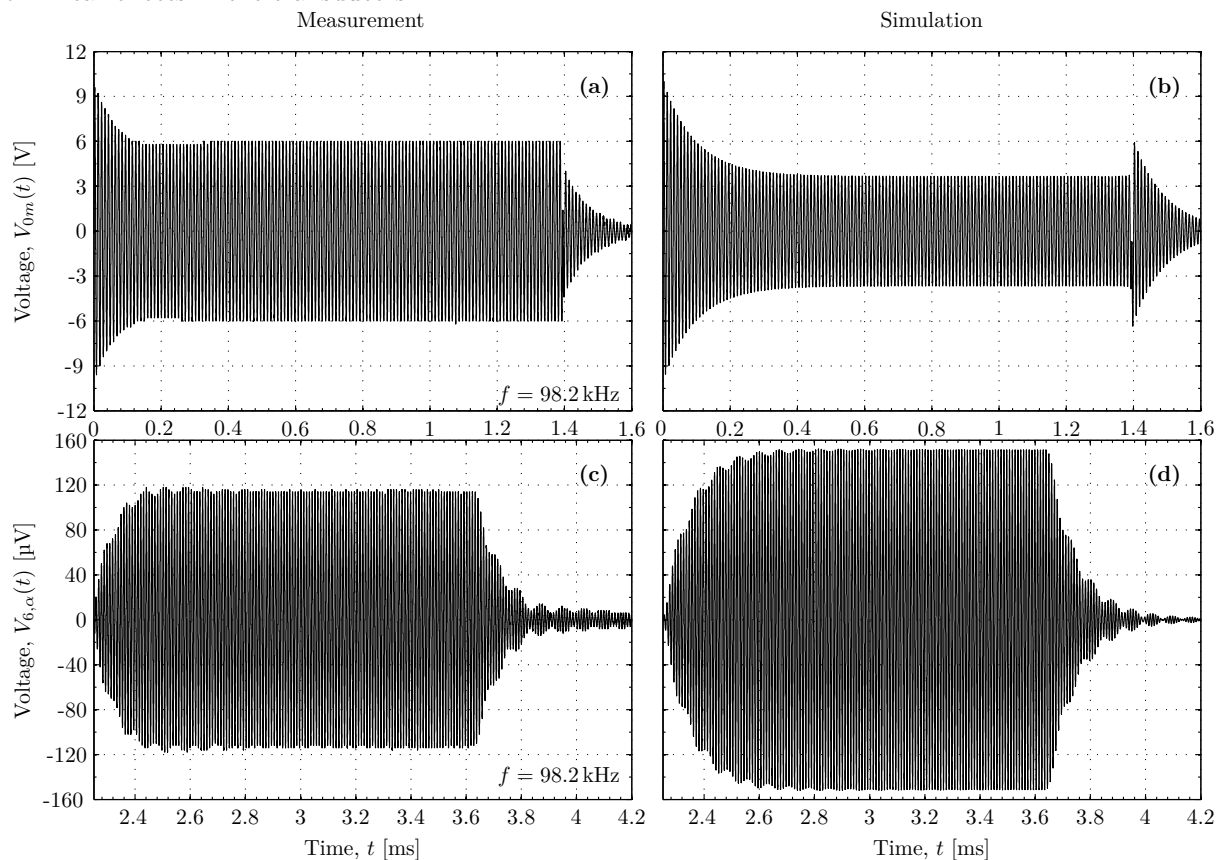 Measurement
Simulation
Voltage, V0m(t) [V]
12
9
6
3
0
-3
-6
-9
-12
(a)
f = 98.2 kHz
0 0.2 0.4 0.6 0.8 1 1.2 1.4 1.6
(b)
0 0.2 0.4 0.6 0.8 1 1.2 1.4 1.6
Voltage, V6,α(t) [µV]
160
120
80
40
0
-40
-80
-120
-160
(c)
f = 98.2 kHz
2.4 2.6 2.8 3 3.2 3.4 3.6 3.8 4 4.2
Time, t [ms]
(d)
2.4 2.6 2.8 3 3.2 3.4 3.6 3.8 4 4.2
Time, t [ms]